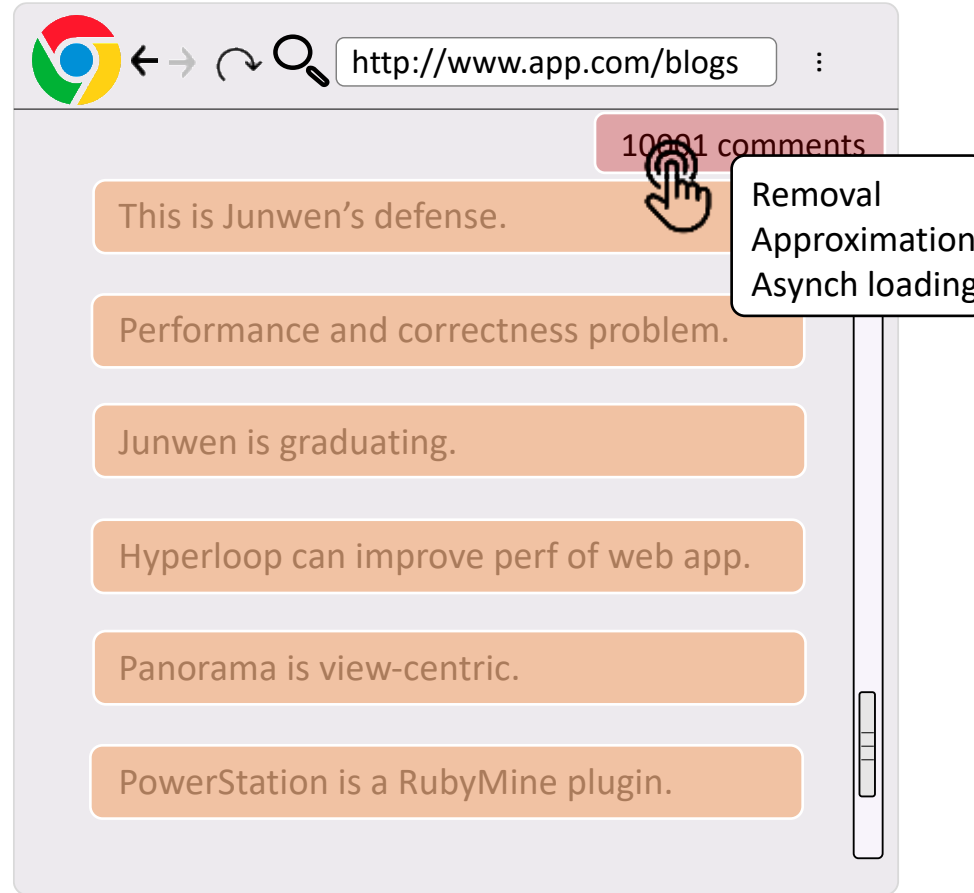 http://www.app.com/blogs
10001 comments
Removal
Approximation
Asynch loading
This is Junwen’s defense.
Performance and correctness problem.
Junwen is graduating.
Hyperloop can improve perf of web app.
Panorama is view-centric.
PowerStation is a RubyMine plugin.